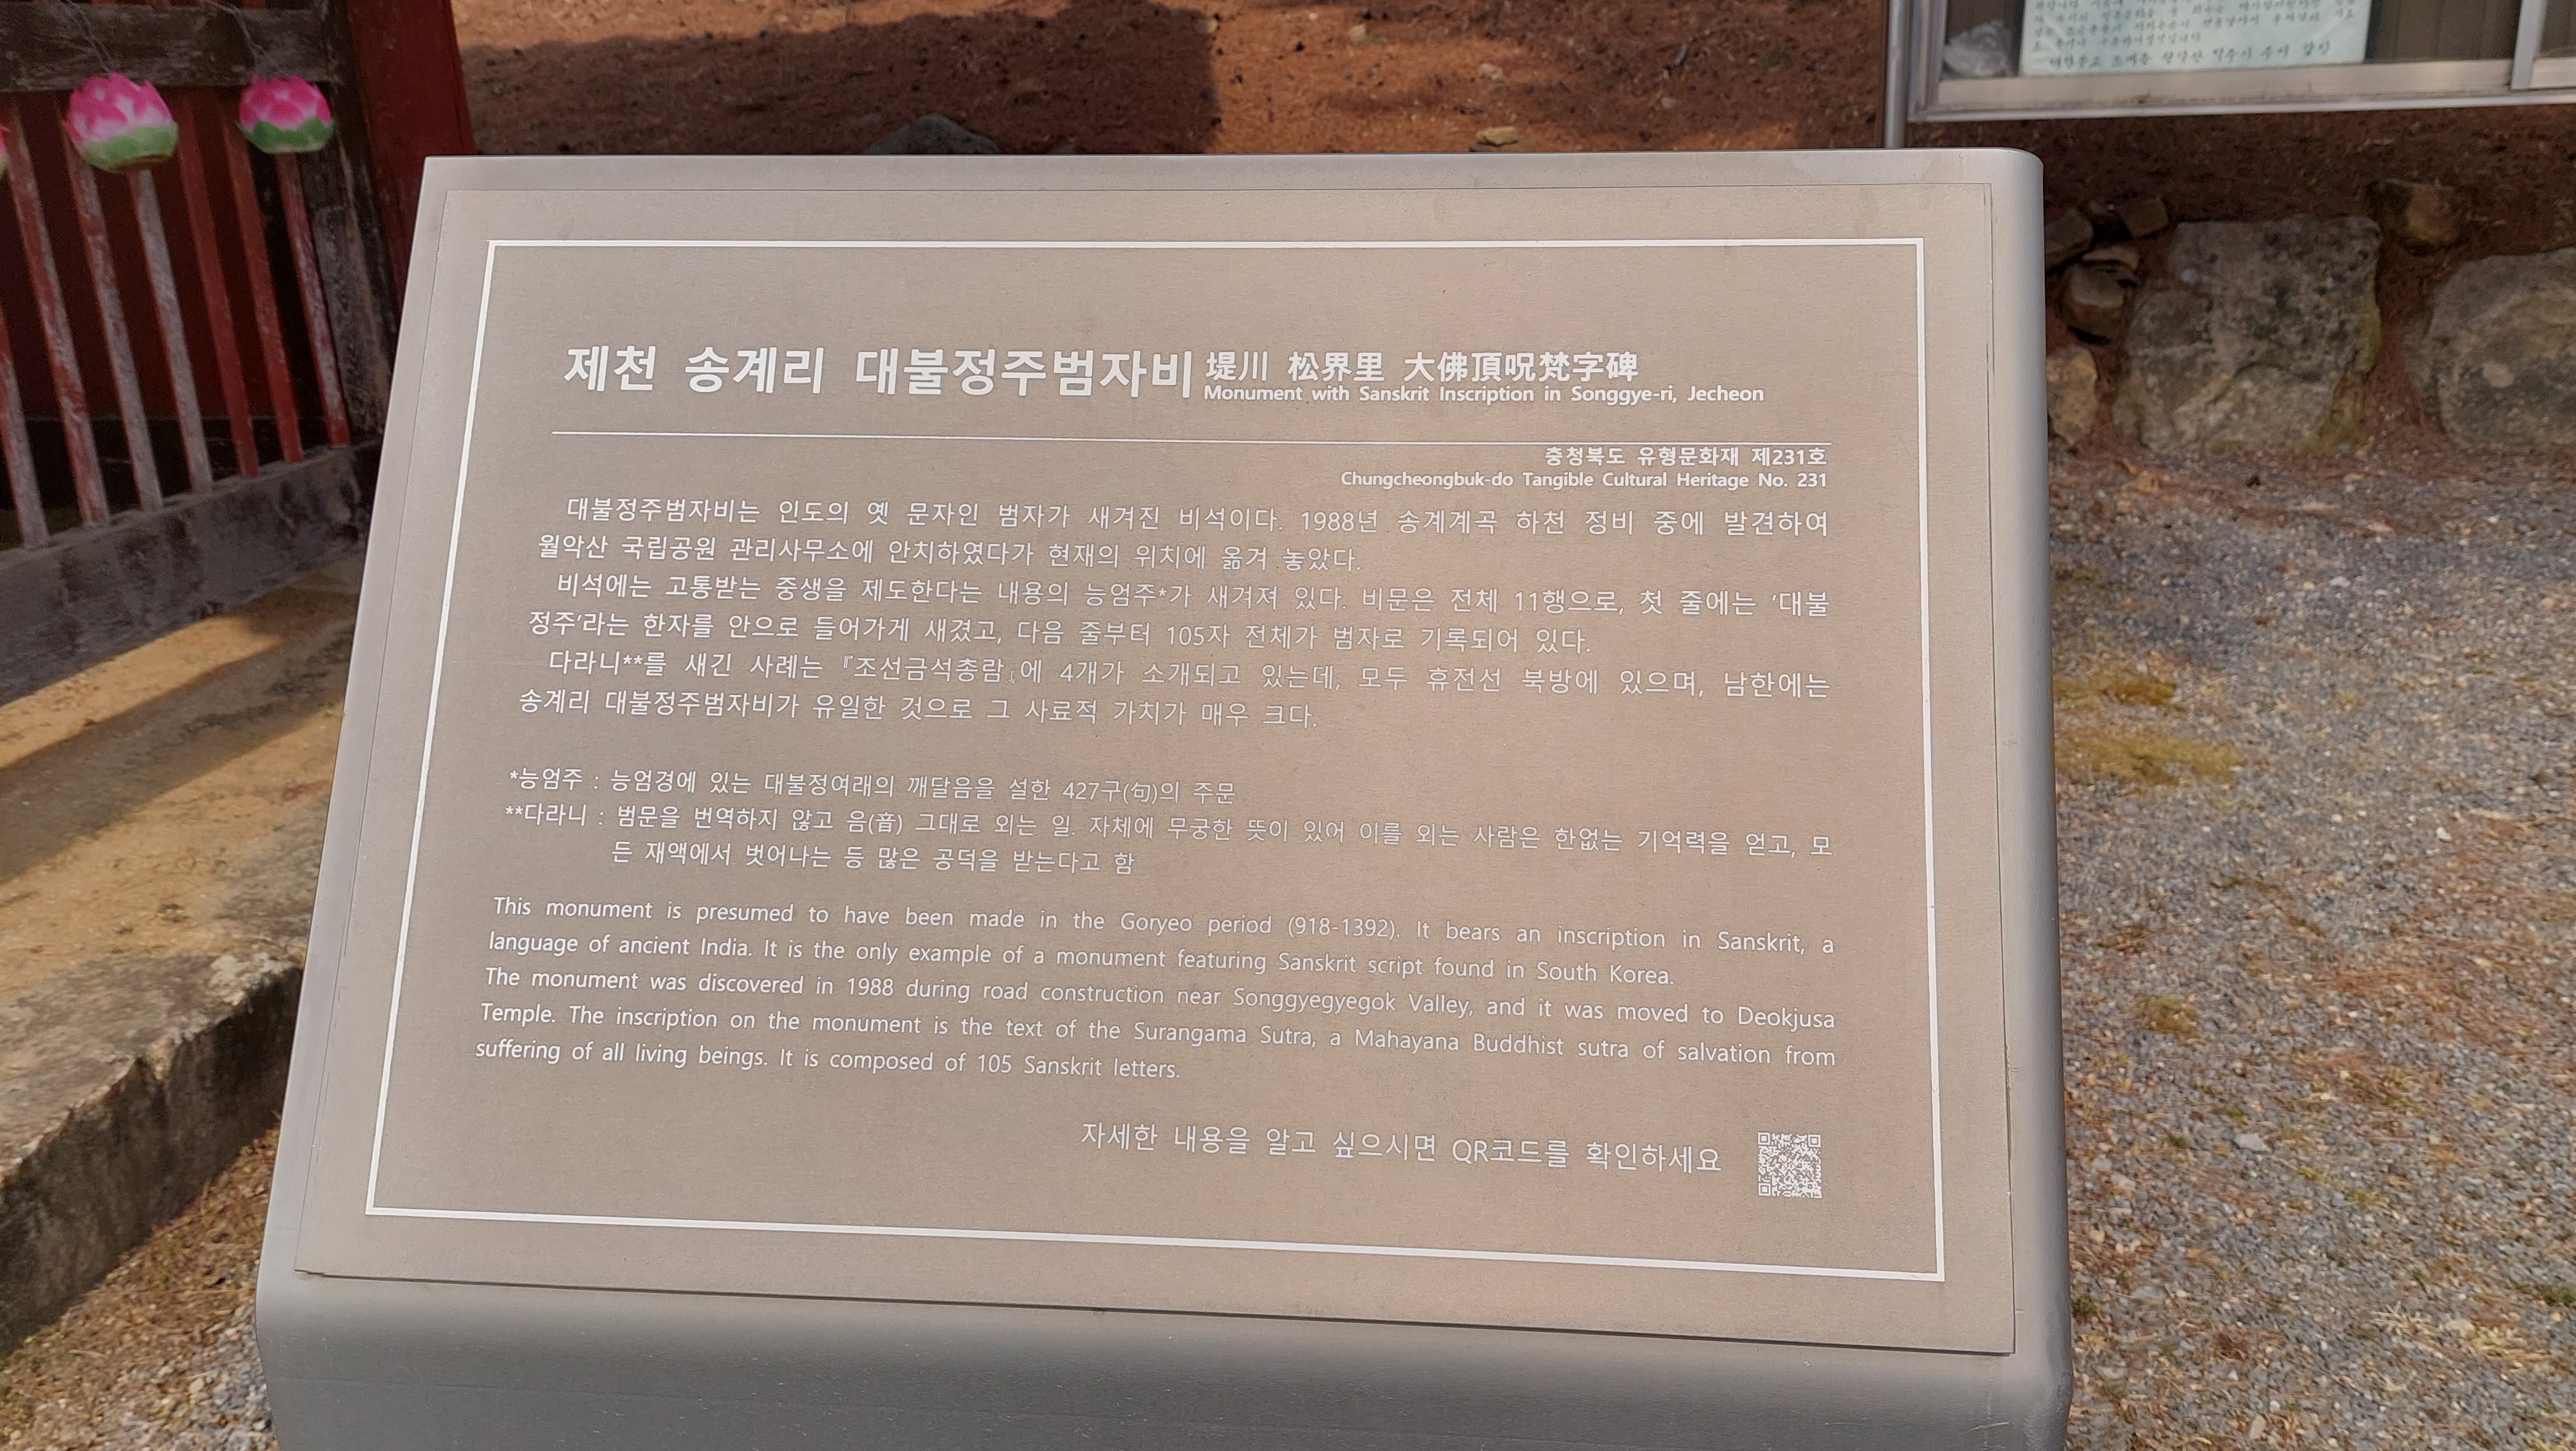 대한불교 조계종 월악산 덕주사 주지 합장
제천 송계리 대불정주범자비 堤川 松界里 大佛頂呪梵字碑
Monument with Sanskrit Inscription in Songgye-ri, Jecheon
충청북도 유형문화재 제231호
Chungcheongbuk-do Tangible Cultural Heritage No. 231
대불정주범자비는 인도의 옛 문자인 범자가 새겨진 비석이다. 1988년 송계계곡 하천 정비 중에 발견하여
월악산 국립공원 관리사무소에 안치하였다가 현재의 위치에 옮겨 놓았다.
비석에는 고통받는 중생을 제도한다는 내용의 능엄주*가 새겨져 있다. 비문은 전체 11행으로, 첫 줄에는 '대불
정주'라는 한자를 안으로 들어가게 새겼고, 다음 줄부터 105자 전체가 범자로 기록되어 있다.
다라니**를 새긴 사례는 『조선금석총람』에 4개가 소개되고 있는데, 모두 휴전선 북방에 있으며, 남한에는
송계리 대불정주범자비가 유일한 것으로 그 사료적 가치가 매우 크다.
*능엄주 : 능엄경에 있는 대불정여래의 깨달음을 설한 427구(句)의 주문
**다라니 : 범문을 번역하지 않고 음(音) 그대로 외는 일. 자체에 무궁한 뜻이 있어 이를 외는 사람은 한없는 기억력을 얻고, 모
든 재액에서 벗어나는 등 많은 공덕을 받는다고 함
This monument is presumed to have been made in the Goryeo period (918-1392). It bears an inscription in Sanskrit, a
language of ancient India. It is the only example of a monument featuring Sanskrit script found in South Korea.
The monument was discovered in 1988 during road construction near Songgyegyegok Valley, and it was moved to Deokjusa
Temple. The inscription on the monument is the text of the Surangama Sutra, a Mahayana Buddhist sutra of salvation from
suffering of all living beings. It is composed of 105 Sanskrit letters.
자세한 내용을 알고 싶으시면 QR코드를 확인하세요